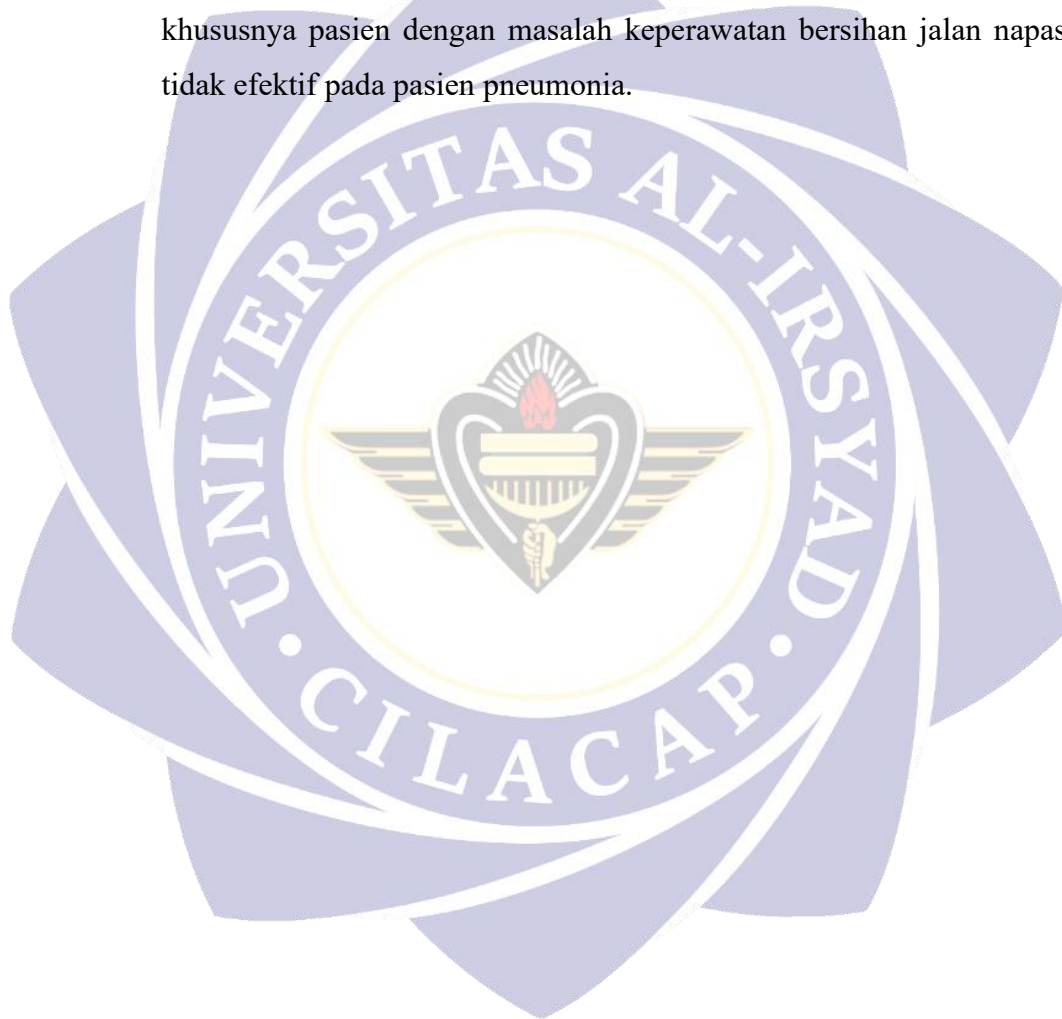 khususnya pasien dengan masalah keperawatan bersihan jalan napas
tidak efektif pada pasien pneumonia.
UNIVERSITAS AL-IRSYAD
• CILACAP •